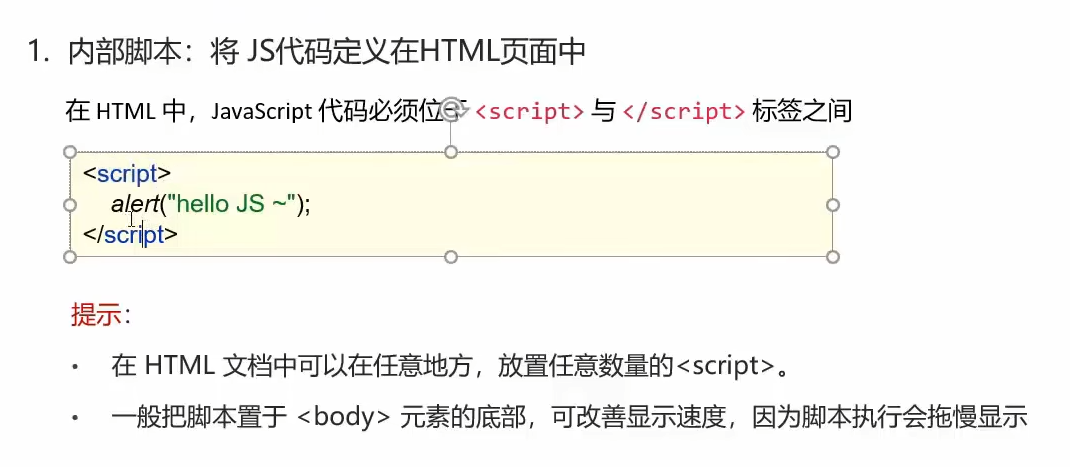 1. 内部脚本：将 JS代码定义在HTML页面中
在 HTML 中，JavaScript 代码必须位 <script> 与 </script> 标签之间
<script>
alert("hello JS ~");
</script>
提示：
• 在 HTML 文档中可以在任意地方，放置任意数量的<script>。
• 一般把脚本置于 <body> 元素的底部，可改善显示速度，因为脚本执行会拖慢显示